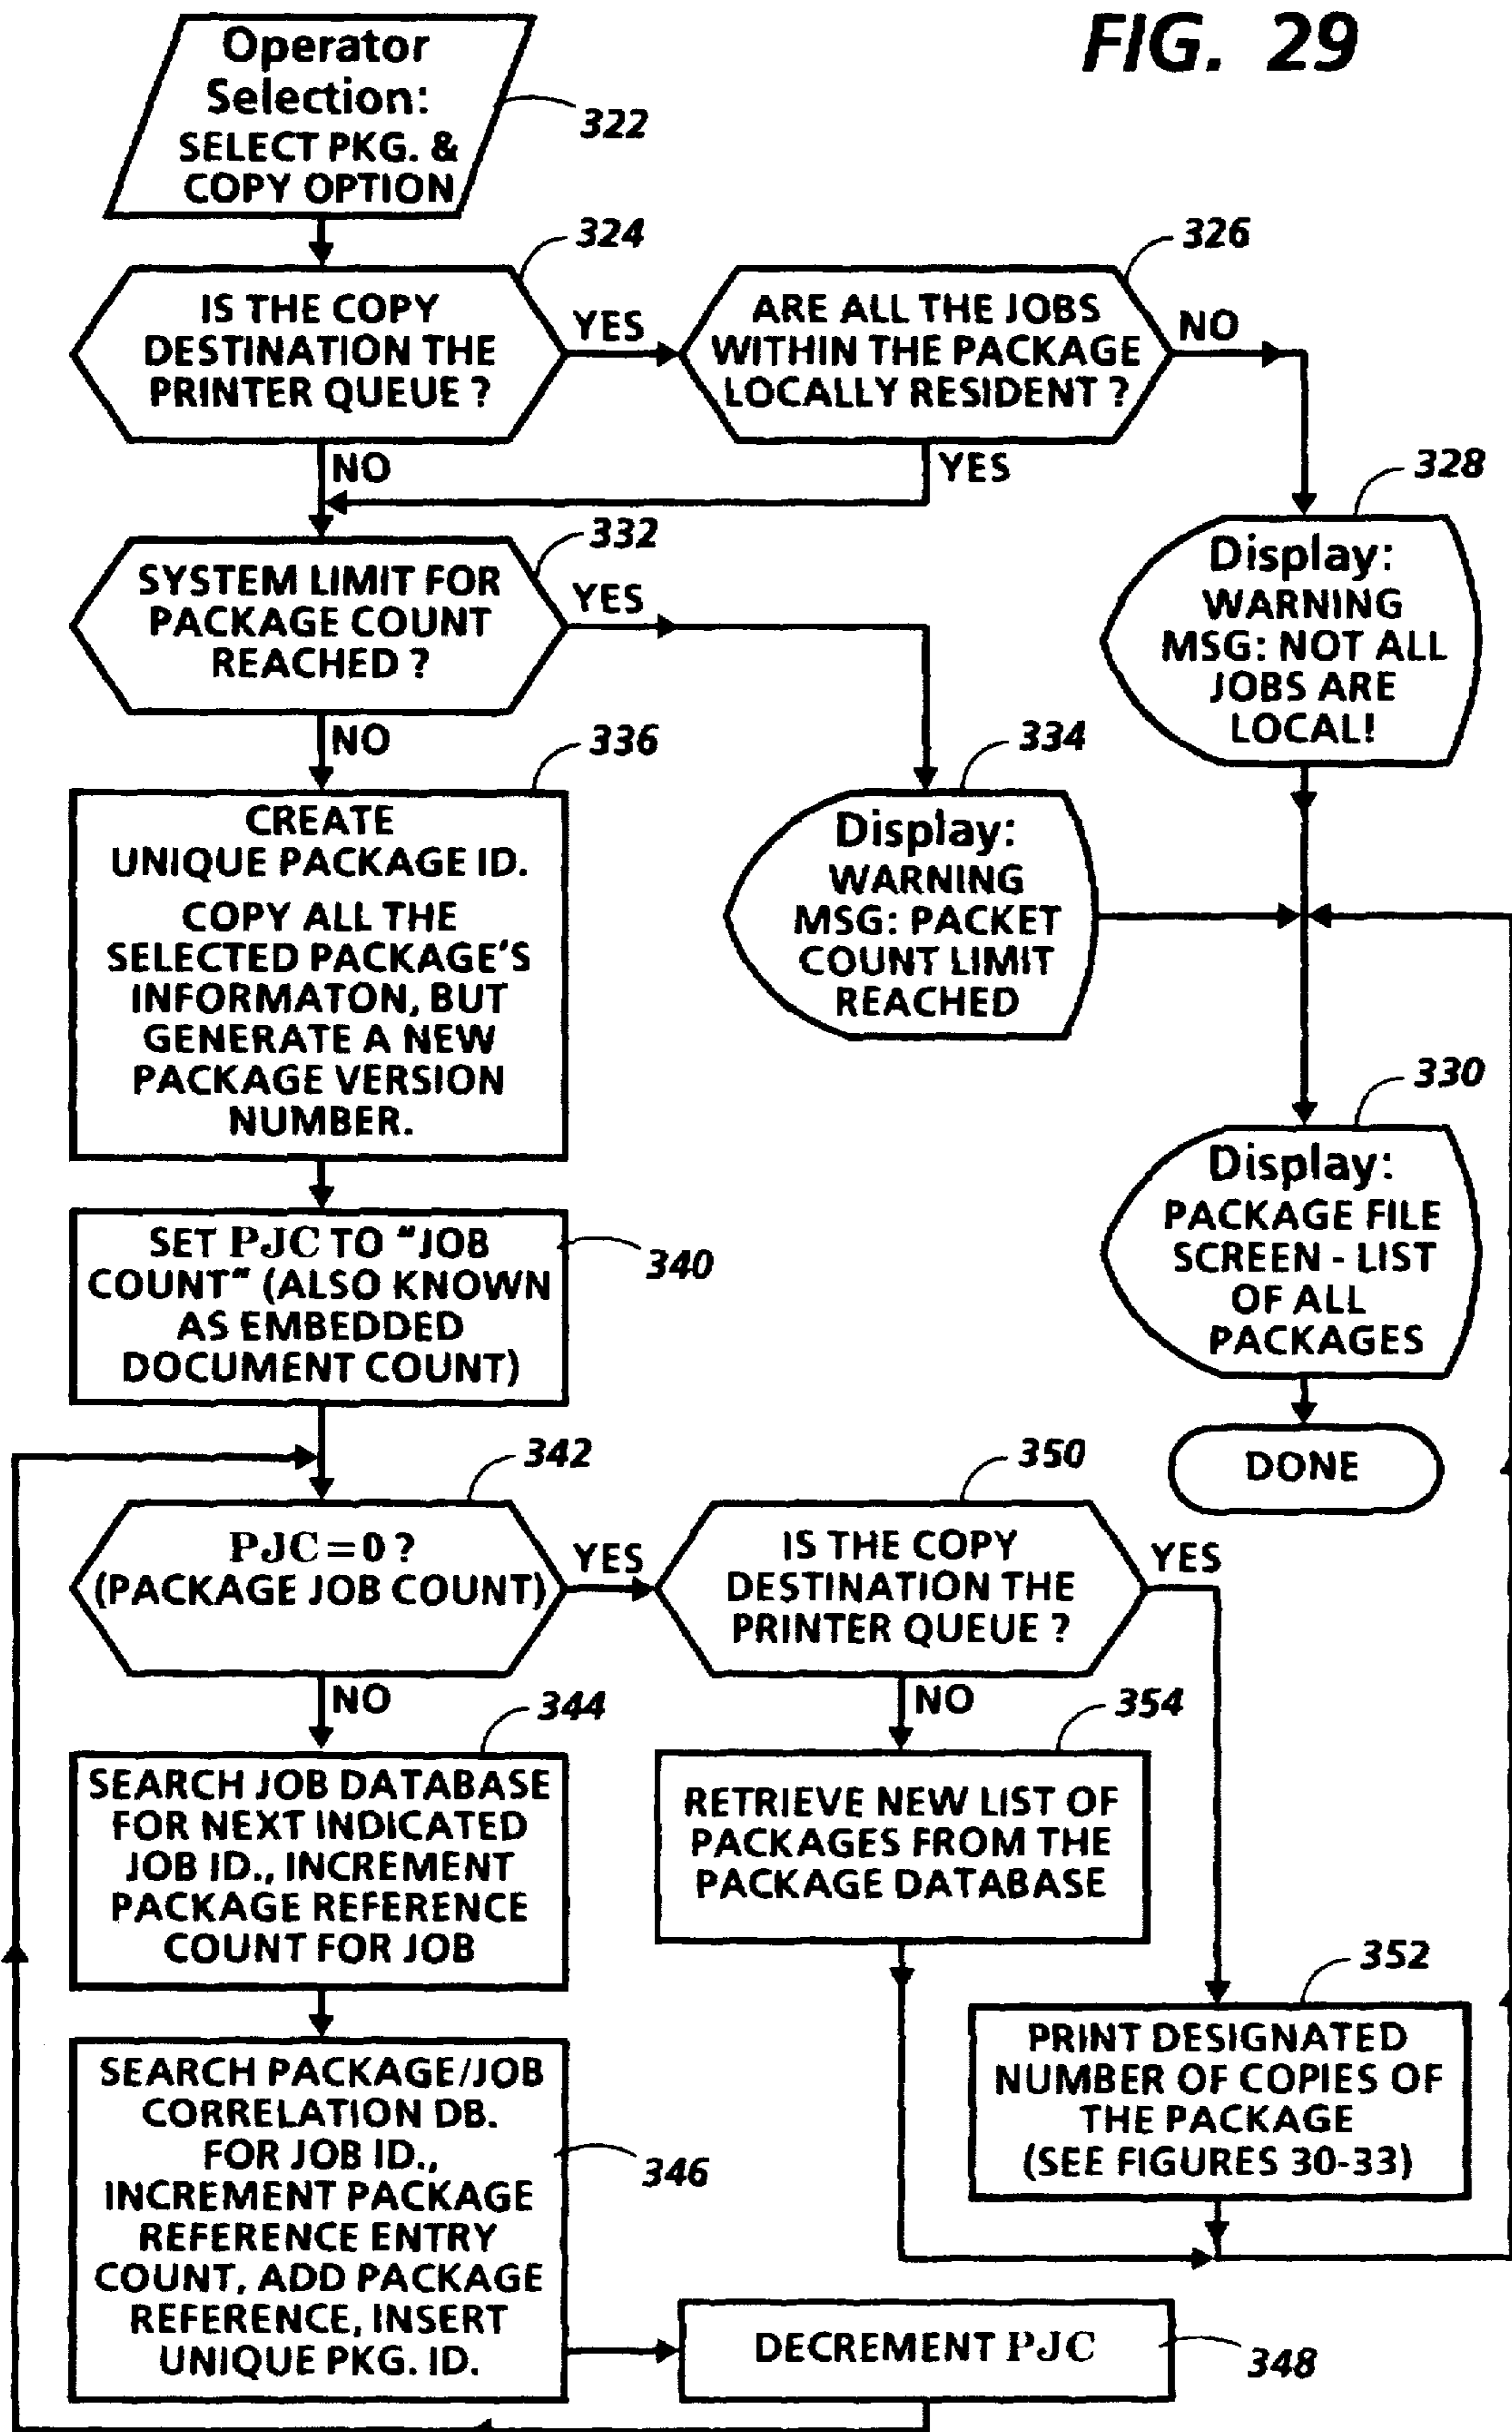 FIG. 29
Operator
Selection:
SELECT PKG. &
COPY OPTION
322
324
IS THE COPY
DESTINATION THE
PRINTER QUEUE ?
YES
NO
326
ARE ALL THE JOBS
WITHIN THE PACKAGE
LOCALLY RESIDENT ?
NO
YES
328
Display:
WARNING
MSG: NOT ALL
JOBS ARE
LOCAL!
332
SYSTEM LIMIT FOR
PACKAGE COUNT
REACHED ?
YES
NO
334
Display:
WARNING
MSG: PACKET
COUNT LIMIT
REACHED
336
CREATE
UNIQUE PACKAGE ID.
COPY ALL THE
SELECTED PACKAGE'S
INFORMATON, BUT
GENERATE A NEW
PACKAGE VERSION
NUMBER.
330
Display:
PACKAGE FILE
SCREEN - LIST
OF ALL
PACKAGES
DONE
SET PJC TO "JOB
COUNT" (ALSO KNOWN
AS EMBEDDED
DOCUMENT COUNT)
340
342
PJC = 0 ?
(PACKAGE JOB COUNT)
YES
NO
350
IS THE COPY
DESTINATION THE
PRINTER QUEUE ?
YES
NO
344
SEARCH JOB DATABASE
FOR NEXT INDICATED
JOB ID., INCREMENT
PACKAGE REFERENCE
COUNT FOR JOB
354
RETRIEVE NEW LIST OF
PACKAGES FROM THE
PACKAGE DATABASE
352
PRINT DESIGNATED
NUMBER OF COPIES OF
THE PACKAGE
(SEE FIGURES 30-33)
SEARCH PACKAGE/JOB
CORRELATION DB.
FOR JOB ID.,
INCREMENT PACKAGE
REFERENCE ENTRY
COUNT, ADD PACKAGE
REFERENCE, INSERT
UNIQUE PKG. ID.
346
DECREMENT PJC
348